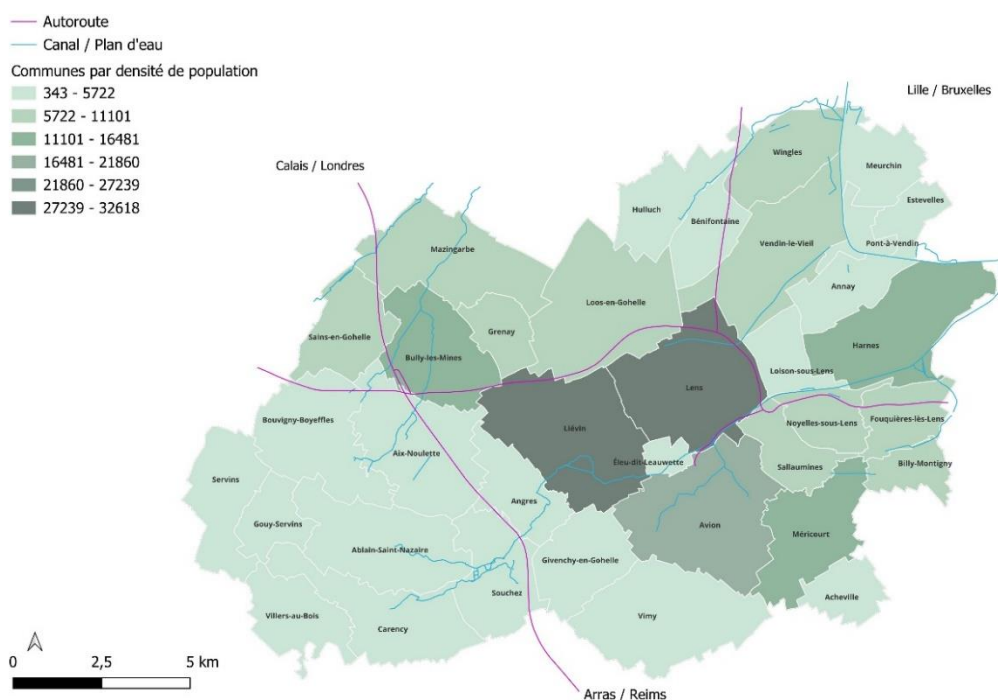 Autoroute
Canal / Plan d'eau
Communes par densité de population
343 - 5722
5722 - 11101
11101 - 16481
16481 - 21860
21860 - 27239
27239 - 32618
Lille / Bruxelles
Calais / Londres
Wingles
Meurchin
Estevelles
Hulluch
Bénifontaine
Vendin-le-Vieil
Pont-à-Vendin
Mazingarbe
Annay
Loos-en-Gohelle
Sains-en-Gohelle
Grenay
Harnes
Bully-les-Mines
Loison-sous-Lens
Lens
Bouvigny-Boyeffles
Liévin
Noyelles-sous-Lens
Fouquières-lès-Lens
Aix-Noulette
Éleu-dit-Leauwette
Sallaumines
Billy-Montigny
Servins
Angres
Gouy-Servins
Avion
Méricourt
Ablain-Saint-Nazaire
Givenchy-en-Gohelle
Souchez
Acheville
Villers-au-Bois
Carency
Vimy
0 2,5 5 km
Arras / Reims